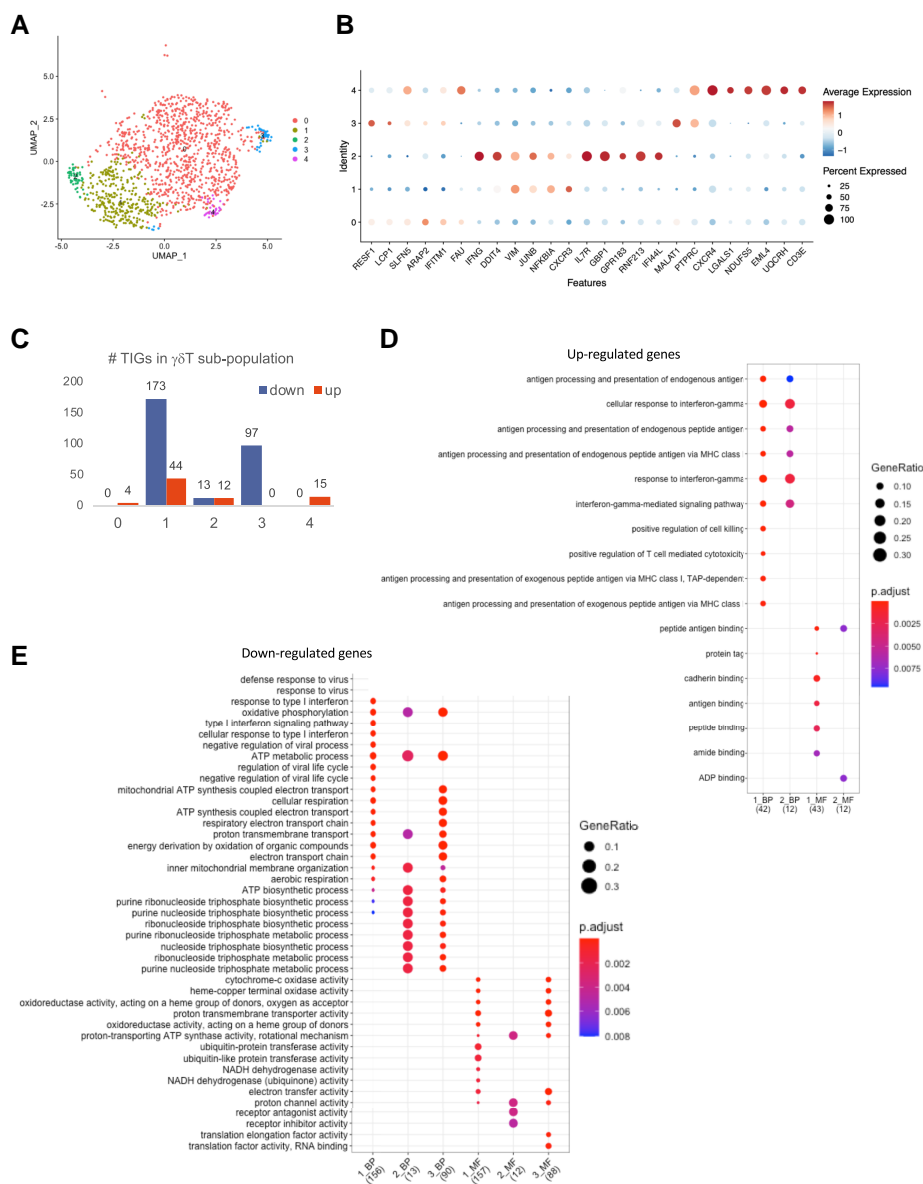 A
5.0
2.5
0.0
-2.5
-5.0
-2.5
0.0
2.5
5.0
UMAP_2
UMAP_1
0
2
2
3
4
B
4
3
2
1
0
Identity
RESF1
LCP1
SLFN5
ARAP2
IFITM1
FAU
IFNG
DDIT4
VIM
JUNB
NFKBIA
CXCR3
IL7R
GBP1
GPR183
RNF213
IFI44L
MALAT1
PTPRC
CXCR4
LGALS1
NDUFS5
EML4
UQCRH
CD3E
Features
Average Expression
1
0
−1
Percent Expressed
25
50
75
100
C
# TIGs in γδT sub-population
200
150
100
50
0
down
up
0
4
173
44
13
12
97
0
0
15
0
1
2
3
4
D
Up-regulated genes
antigen processing and presentation of endogenous antigen
cellular response to interferon-gamma
antigen processing and presentation of endogenous peptide antigen
antigen processing and presentation of endogenous peptide antigen via MHC class
response to interferon-gamma
interferon-gamma-mediated signaling pathway
positive regulation of cell killing
positive regulation of T cell mediated cytotoxicity
antigen processing and presentation of exogenous peptide antigen via MHC class I, TAP-dependent
antigen processing and presentation of exogenous peptide antigen via MHC class
peptide antigen binding
protein tag
cadherin binding
antigen binding
peptide binding
amide binding
ADP binding
1_BP
(42)
2_BP
(12)
1_MF
(43)
2_MF
(12)
GeneRatio
0.10
0.15
0.20
0.25
0.30
p.adjust
0.0025
0.0050
0.0075
E
Down-regulated genes
defense response to virus
response to virus
response to type I interferon
oxidative phosphorylation
type I interferon signaling pathway
cellular response to type I interferon
negative regulation of viral process
ATP metabolic process
regulation of viral life cycle
negative regulation of viral life cycle
mitochondrial ATP synthesis coupled electron transport
cellular respiration
ATP synthesis coupled electron transport
respiratory electron transport chain
proton transmembrane transport
energy derivation by oxidation of organic compounds
electron transport chain
inner mitochondrial membrane organization
aerobic respiration
ATP biosynthetic process
purine ribonucleoside triphosphate biosynthetic process
purine nucleoside triphosphate biosynthetic process
ribonucleoside triphosphate biosynthetic process
purine ribonucleoside triphosphate metabolic process
nucleoside triphosphate biosynthetic process
ribonucleoside triphosphate metabolic process
purine nucleoside triphosphate metabolic process
cytochrome-c oxidase activity
heme-copper terminal oxidase activity
oxidoreductase activity, acting on a heme group of donors, oxygen as acceptor
proton transmembrane transporter activity
oxidoreductase activity, acting on a heme group of donors
proton-transporting ATP synthase activity, rotational mechanism
ubiquitin-protein transferase activity
ubiquitin-like protein transferase activity
NADH dehydrogenase activity
NADH dehydrogenase (ubiquinone) activity
electron transfer activity
proton channel activity
receptor antagonist activity
receptor inhibitor activity
translation elongation factor activity
translation factor activity, RNA binding
1_BP
(156)
2_BP
(13)
3_BP
(90)
1_MF
(157)
2_MF
(12)
3_MF
(88)
GeneRatio
0.1
0.2
0.3
p.adjust
0.002
0.004
0.006
0.008